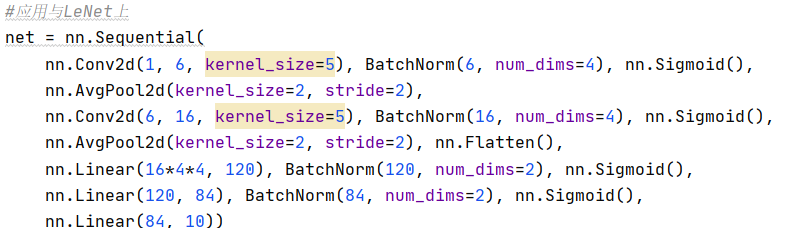 #应用与LeNet上
net = nn.Sequential(
    nn.Conv2d(1, 6, kernel_size=5), BatchNorm(6, num_dims=4), nn.Sigmoid(),
    nn.AvgPool2d(kernel_size=2, stride=2),
    nn.Conv2d(6, 16, kernel_size=5), BatchNorm(16, num_dims=4), nn.Sigmoid(),
    nn.AvgPool2d(kernel_size=2, stride=2), nn.Flatten(),
    nn.Linear(16*4*4, 120), BatchNorm(120, num_dims=2), nn.Sigmoid(),
    nn.Linear(120, 84), BatchNorm(84, num_dims=2), nn.Sigmoid(),
    nn.Linear(84, 10))